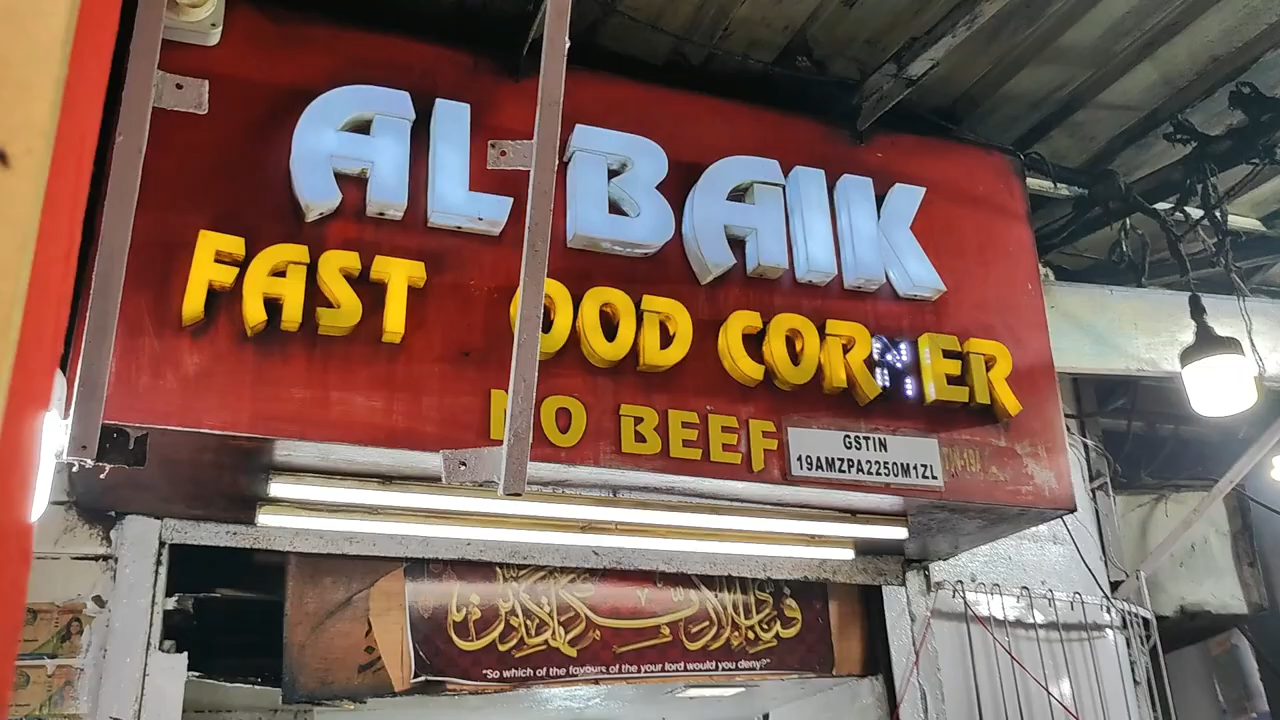 AL BAIK
FAST FOOD CORNER
NO BEEF
GSTIN
19AMZPA2250M1ZL
فبأي آلاء ربكما تكذبان
"So which of the favours of the your lord would you deny?"